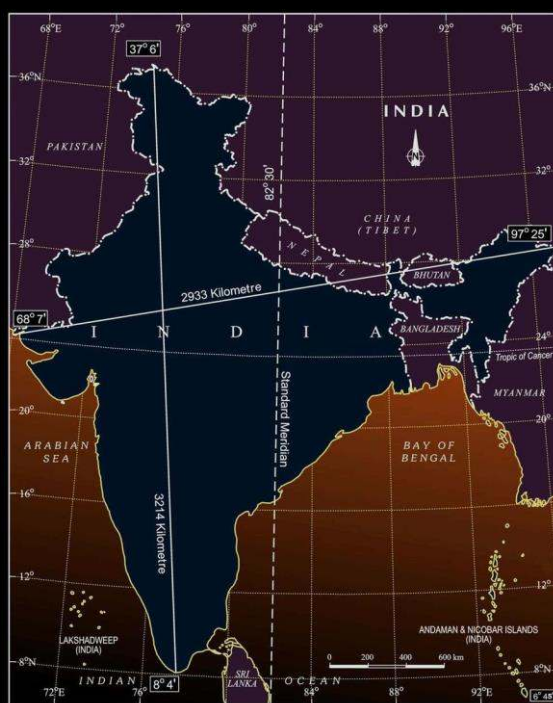 68°E
72°
76°
80°
84°
88°
92°
96°E
37° 6'
36°N
36°N
INDIA
N
PAKISTAN
32°
32°
82° 30'
CHINA
(TIBET)
97° 25'
28°
28°
NEPAL
BHUTAN
2933 Kilometre
68° 7'
INDIA
BANGLADESH
24°
Tropic of Cancer
MYANMAR
Standard Meridian
20°
20°
ARABIAN
SEA
BAY OF
BENGAL
16°
16°
3214 Kilometre
12°
12°
LAKSHADWEEP
(INDIA)
ANDAMAN & NICOBAR ISLANDS
(INDIA)
8°N
8°N
0 200 400 600 km
SRI
LANKA
INDIAN OCEAN
72°E
76°
8° 4'
84°
88°
92°E
6° 45'